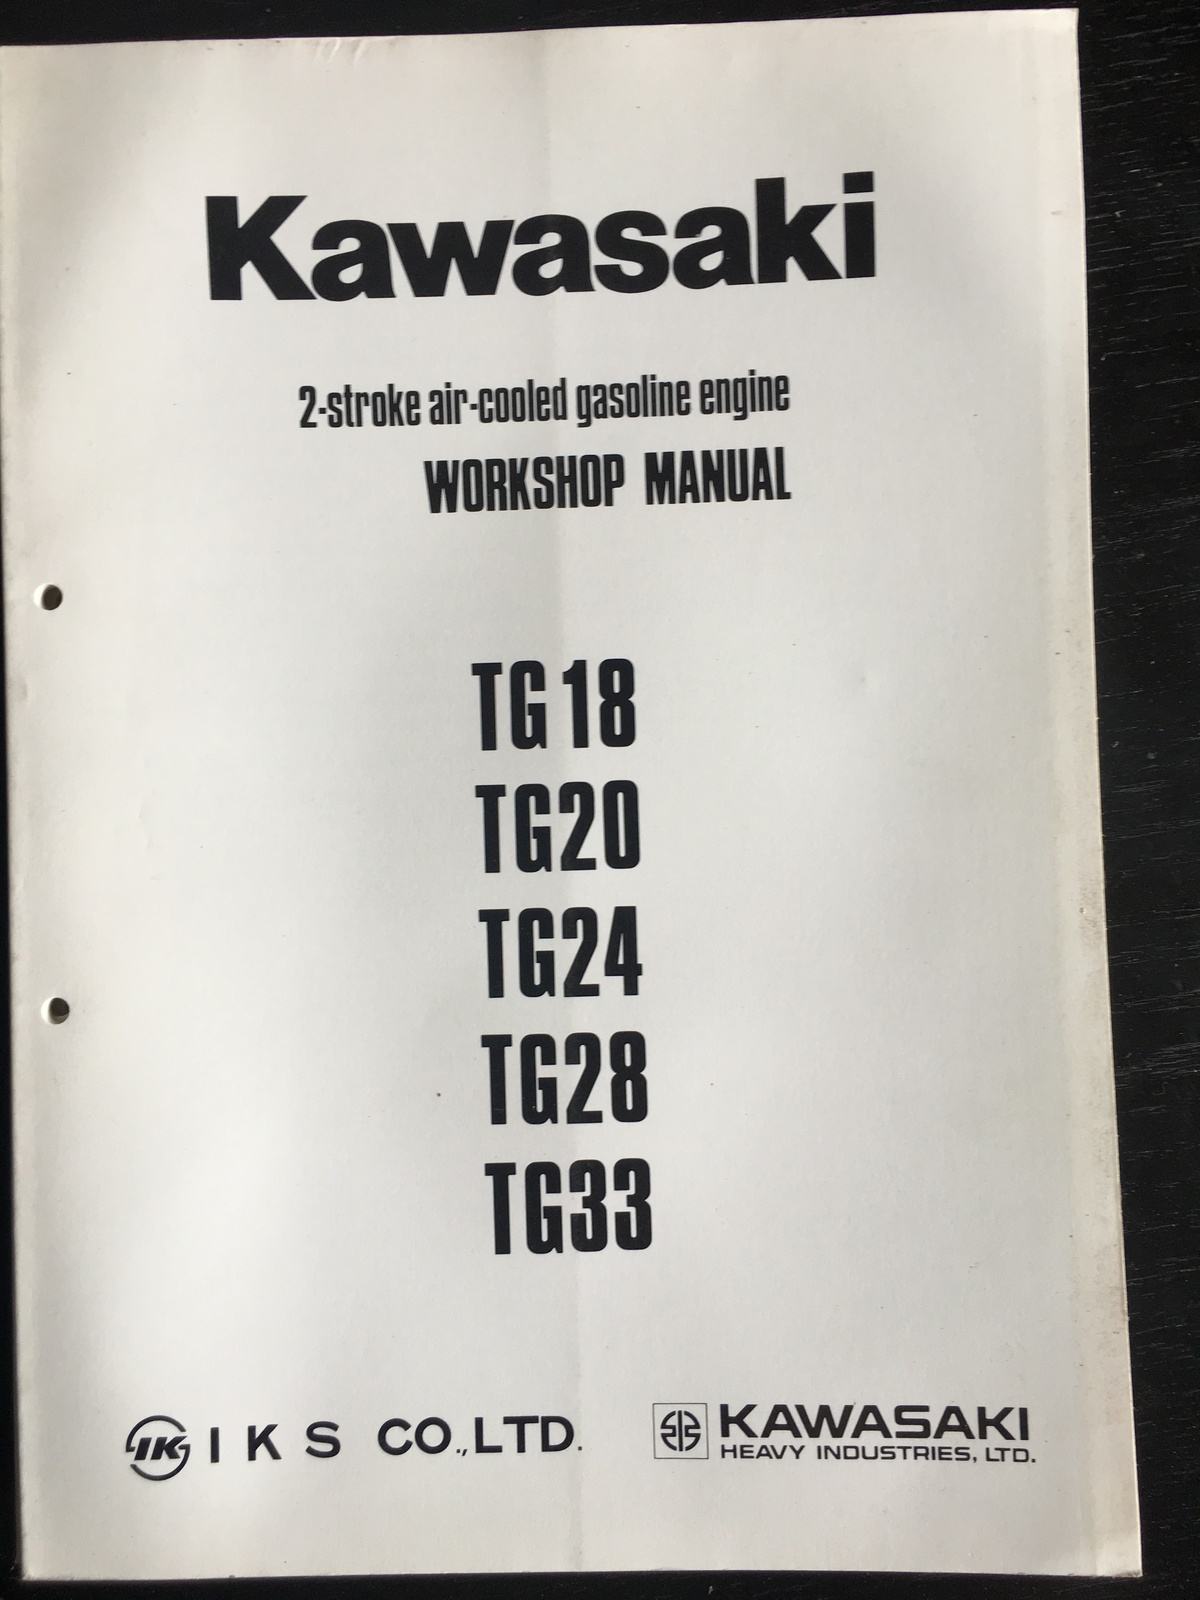 Kawasaki
2-stroke air-cooled gasoline engine
WORKSHOP MANUAL
TG18
TG20
TG24
TG28
TG33
IK IKS CO., LTD.
KAWASAKI
HEAVY INDUSTRIES, LTD.